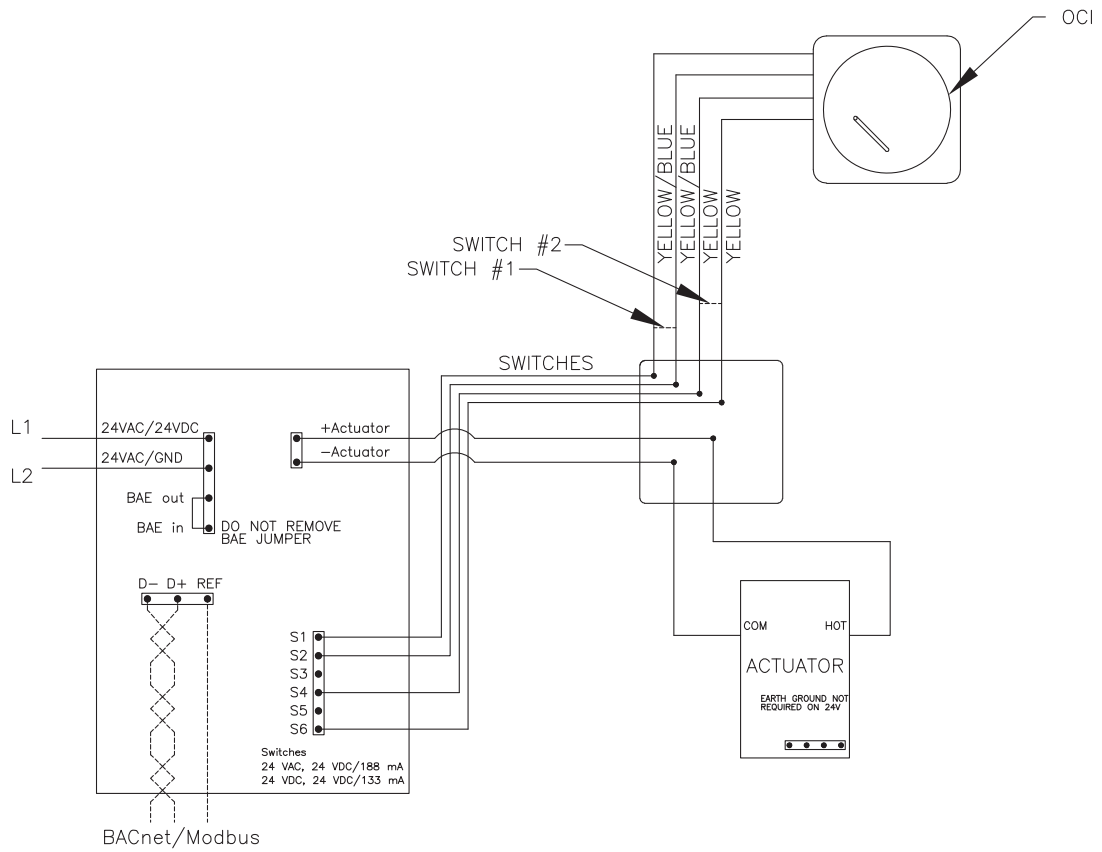 OCI
YELLOW/BLUE
YELLOW/BLUE
YELLOW
YELLOW
SWITCH #2
SWITCH #1
SWITCHES
L1
24VAC/24VDC
+Actuator
L2
24VAC/GND
-Actuator
BAE out
BAE in
DO NOT REMOVE
BAE JUMPER
D- D+ REF
S1
S2
S3
S4
S5
S6
COM
HOT
ACTUATOR
EARTH GROUND NOT
REQUIRED ON 24V
Switches
24 VAC, 24 VDC/188 mA
24 VDC, 24 VDC/133 mA
BACnet/Modbus